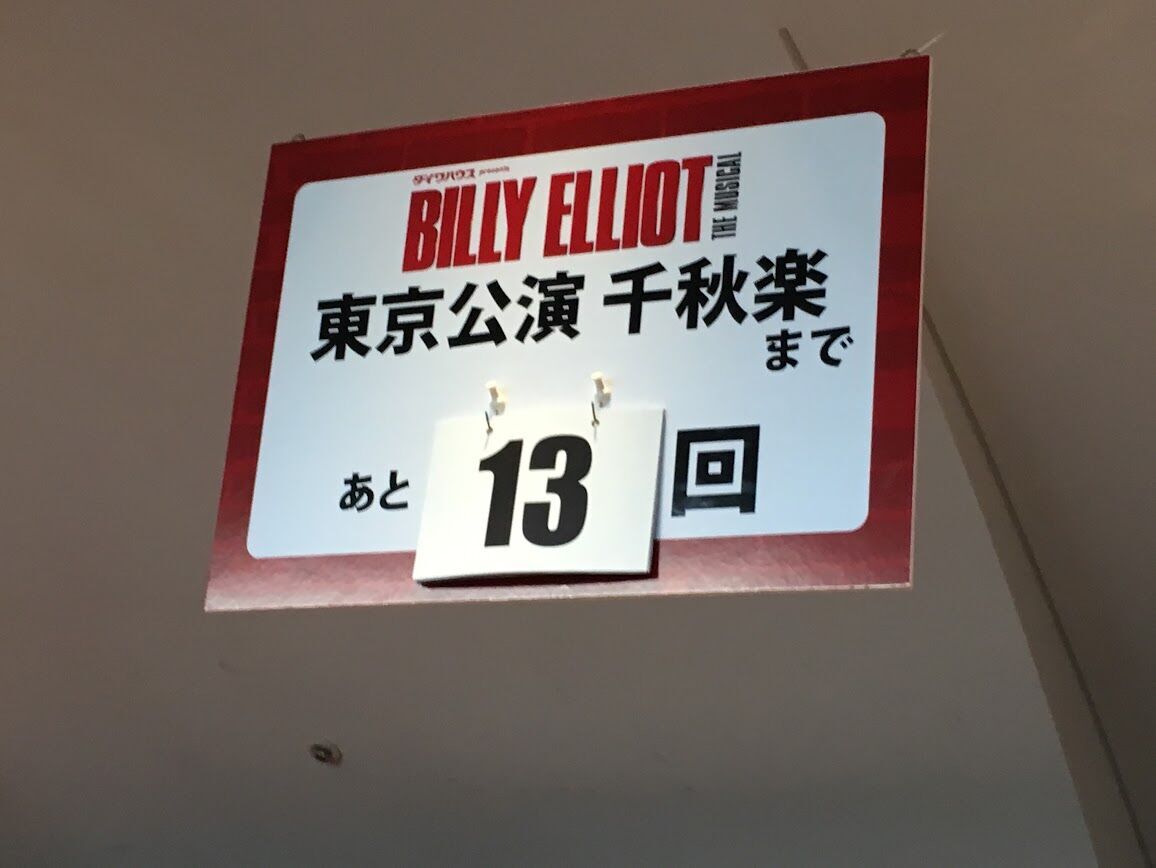 ダイワハウス presents
BILLY ELLIOT THE MUSICAL
東京公演 千秋楽
まで
あと 13 回